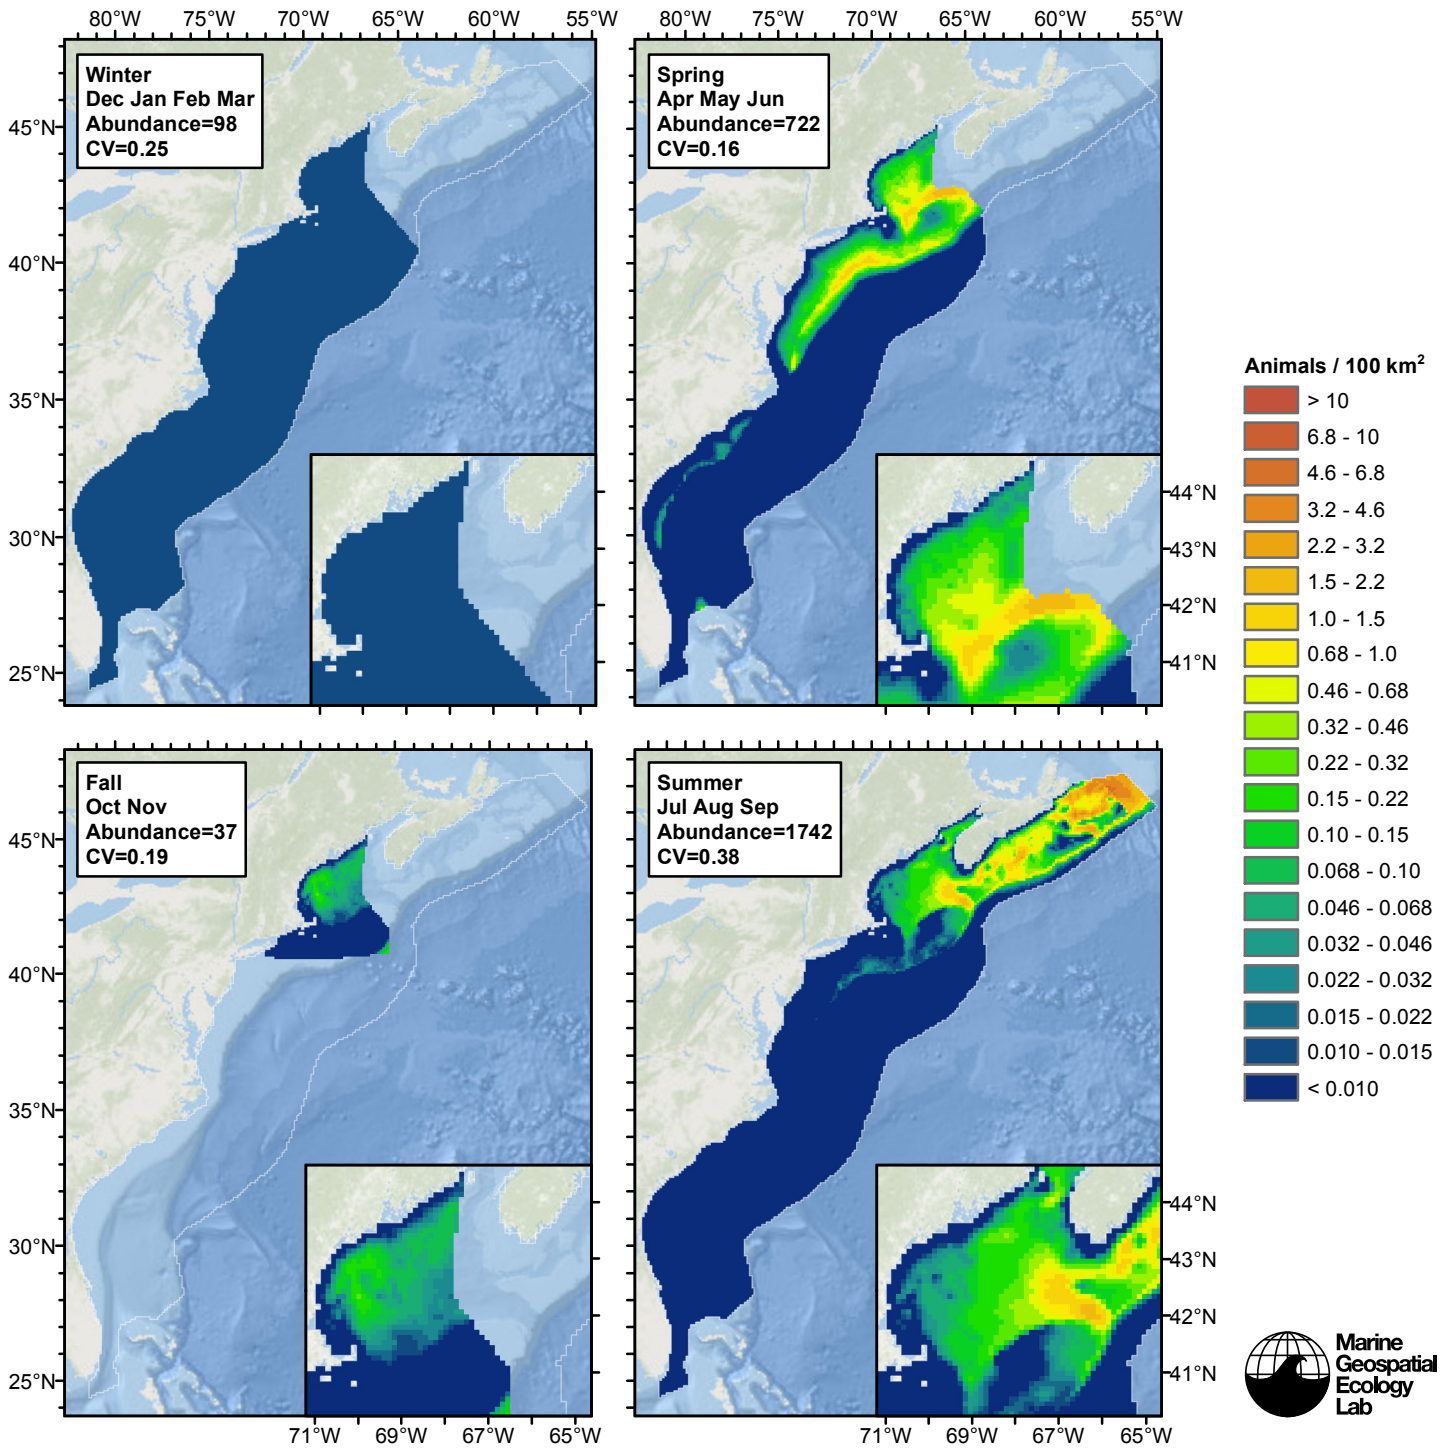 80°W 75°W 70°W 65°W 60°W 55°W
80°W 75°W 70°W 65°W 60°W 55°W
Winter
Dec Jan Feb Mar
Abundance=98
CV=0.25
45°N
40°N
35°N
30°N
25°N
Spring
Apr May Jun
Abundance=722
CV=0.16
44°N
43°N
42°N
41°N
Fall
Oct Nov
Abundance=37
CV=0.19
45°N
40°N
35°N
30°N
25°N
71°W 69°W 67°W 65°W
Summer
Jul Aug Sep
Abundance=1742
CV=0.38
44°N
43°N
42°N
41°N
71°W 69°W 67°W 65°W
Animals / 100 km²
> 10
6.8 - 10
4.6 - 6.8
3.2 - 4.6
2.2 - 3.2
1.5 - 2.2
1.0 - 1.5
0.68 - 1.0
0.46 - 0.68
0.32 - 0.46
0.22 - 0.32
0.15 - 0.22
0.10 - 0.15
0.068 - 0.10
0.046 - 0.068
0.032 - 0.046
0.022 - 0.032
0.015 - 0.022
0.010 - 0.015
< 0.010
Marine
Geospatial
Ecology
Lab